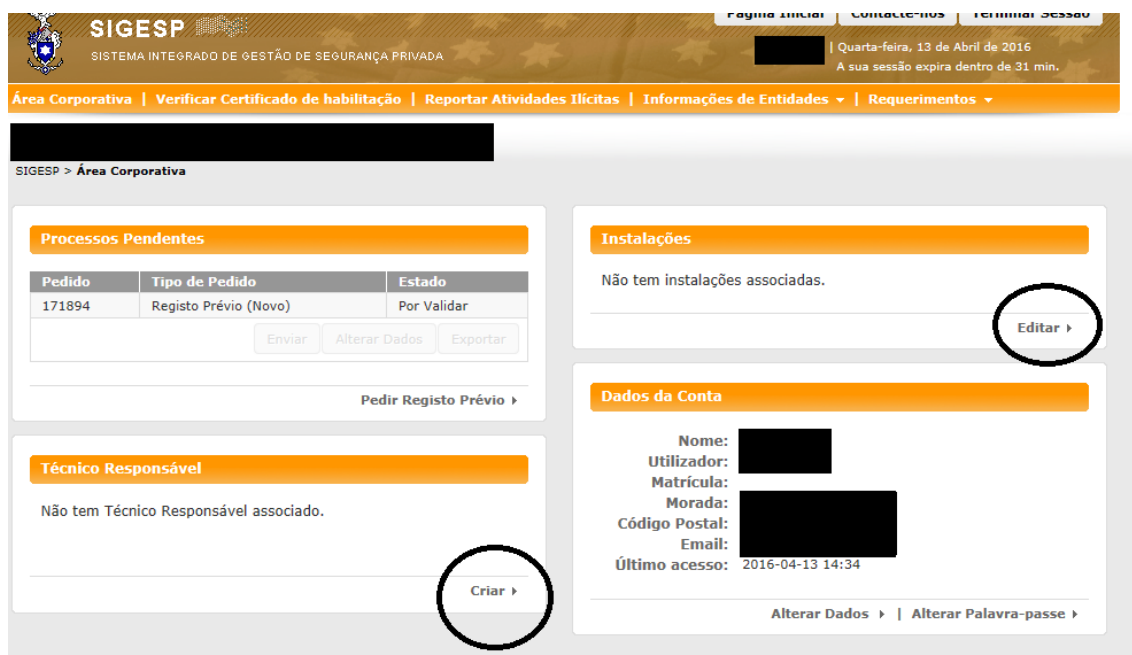 Página Inicial | Contacte-nos | Terminar Sessão
SIGESP
SISTEMA INTEGRADO DE GESTÃO DE SEGURANÇA PRIVADA
| Quarta-feira, 13 de Abril de 2016
A sua sessão expira dentro de 31 min.
Área Corporativa | Verificar Certificado de habilitação | Reportar Atividades Ilícitas | Informações de Entidades | Requerimentos
SIGESP > Área Corporativa
Processos Pendentes
Pedido Tipo de Pedido Estado
171894 Registo Prévio (Novo) Por Validar
Enviar Alterar Dados Exportar
Pedir Registo Prévio
Técnico Responsável
Não tem Técnico Responsável associado.
Criar
Instalações
Não tem instalações associadas.
Editar
Dados da Conta
Nome:
Utilizador:
Matrícula:
Morada:
Código Postal:
Email:
Último acesso: 2016-04-13 14:34
Alterar Dados | Alterar Palavra-passe